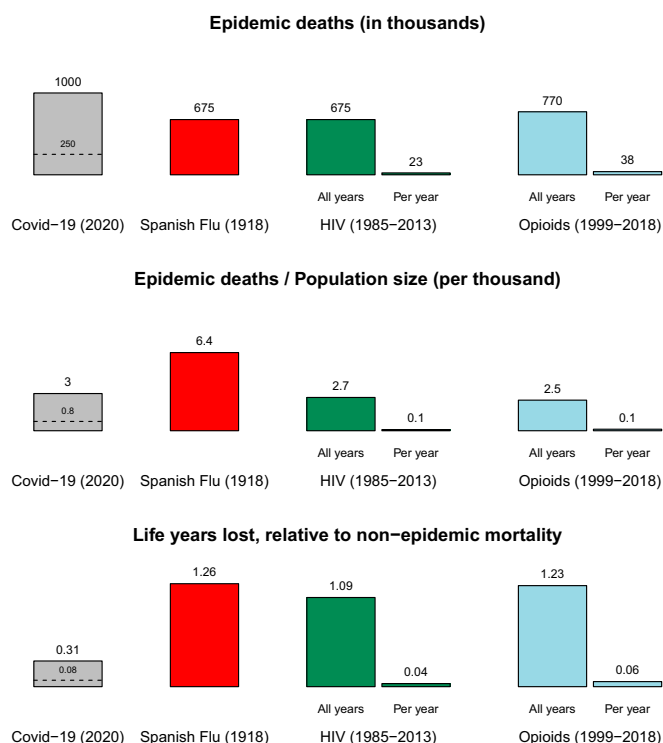 Epidemic deaths (in thousands)
1000
250
675
675
23
770
38
All years Per year All years Per year
Covid−19 (2020) Spanish Flu (1918) HIV (1985−2013) Opioids (1999−2018)
Epidemic deaths / Population size (per thousand)
3
0.8
6.4
2.7
0.1
2.5
0.1
All years Per year All years Per year
Covid−19 (2020) Spanish Flu (1918) HIV (1985−2013) Opioids (1999−2018)
Life years lost, relative to non−epidemic mortality
0.31
0.08
1.26
1.09
0.04
1.23
0.06
All years Per year All years Per year
Covid−19 (2020) Spanish Flu (1918) HIV (1985−2013) Opioids (1999−2018)